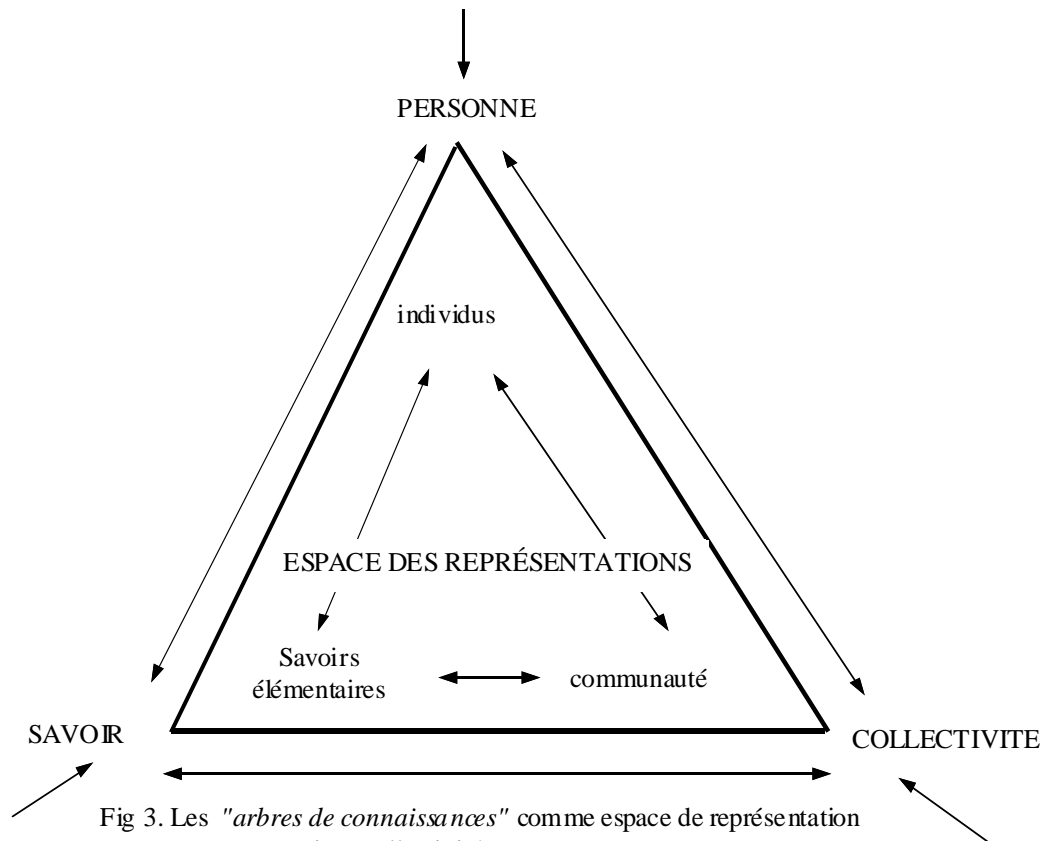 PERSONNE
individus
ESPACE DES REPRÉSENTATIONS
Savoirs
élémentaires
communauté
SAVOIR
COLLECTIVITE
Fig 3. Les "arbres de connaissances" comme espace de représentation